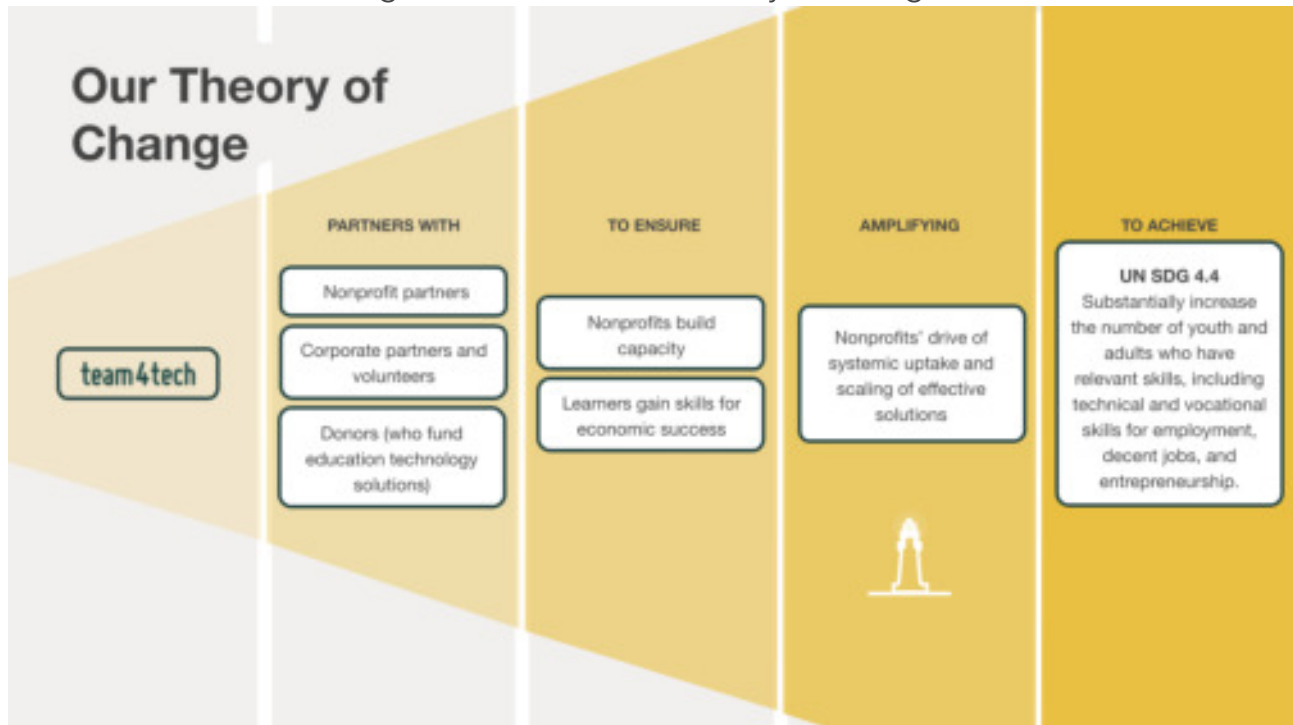 Our Theory of
Change
team4tech
PARTNERS WITH
Nonprofit partners
Corporate partners and
volunteers
Donors (who fund
education technology
solutions)
TO ENSURE
Nonprofits build
capacity
Learners gain skills for
economic success
AMPLIFYING
Nonprofits' drive of
systemic uptake and
scaling of effective
solutions
TO ACHIEVE
UN SDG 4.4
Substantially increase
the number of youth and
adults who have
relevant skills, including
technical and vocational
skills for employment,
decent jobs, and
entrepreneurship.